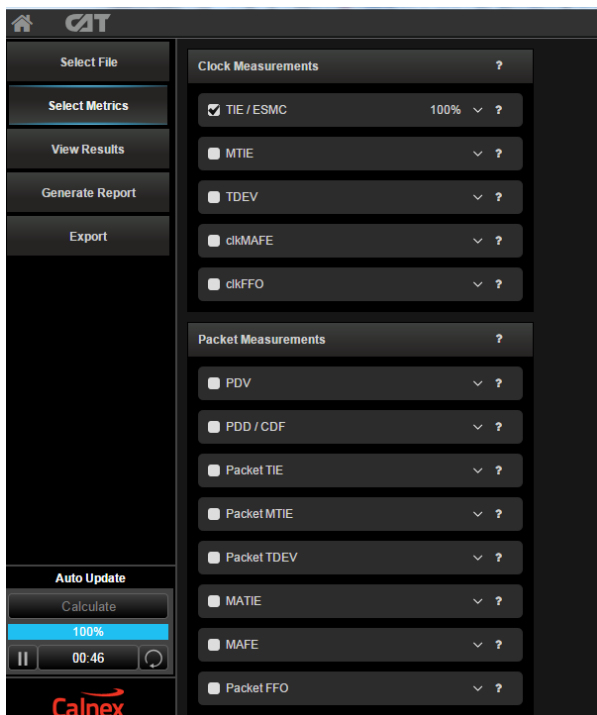 CAT
Select File
Select Metrics
View Results
Generate Report
Export
Clock Measurements ?
TIE / ESMC 100% ?
MTIE ?
TDEV ?
clkMAFE ?
clkFFO ?
Packet Measurements ?
PDV ?
PDD / CDF ?
Packet TIE ?
Packet MTIE ?
Packet TDEV ?
MATIE ?
MAFE ?
Packet FFO ?
Auto Update
Calculate
100%
00:46
Calnex